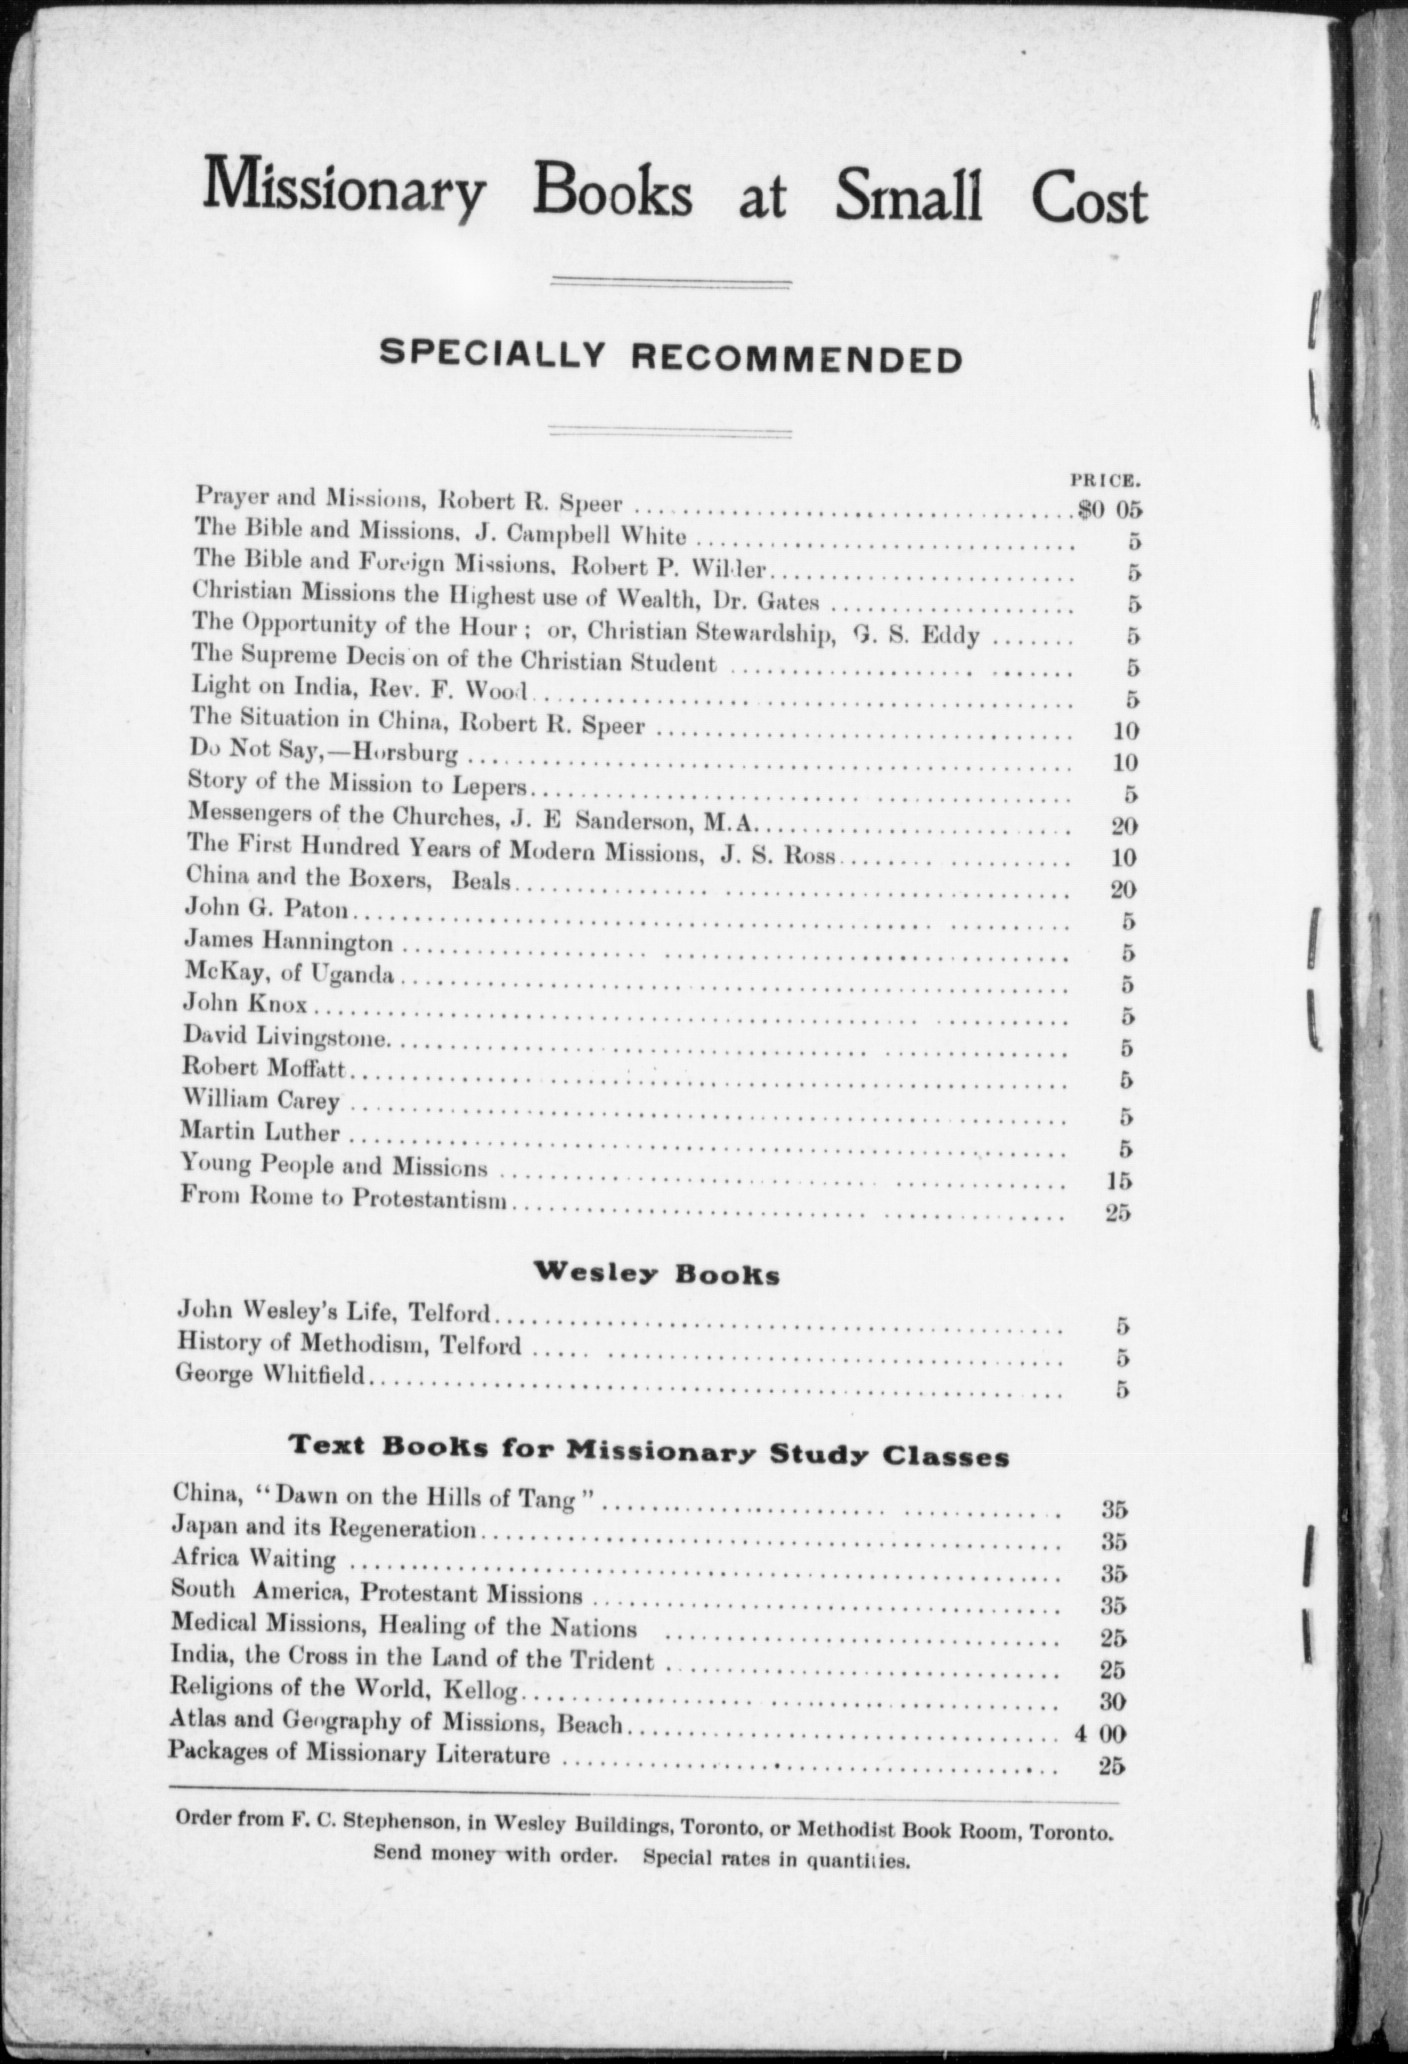 Missionary Books at Small Cost
SPECIALLY RECOMMENDED
PRICE.
Prayer and Missions, Robert R. Speer ........ $0 05
The Bible and Missions, J. Campbell White ........ 5
The Bible and Foreign Missions, Robert P. Wilder ........ 5
Christian Missions the Highest use of Wealth, Dr. Gates ........ 5
The Opportunity of the Hour ; or, Christian Stewardship, G. S. Eddy ....... 5
The Supreme Decision of the Christian Student ........ 5
Light on India, Rev. F. Wood ........ 5
The Situation in China, Robert R. Speer ........ 10
Do Not Say,—Horsburg ........ 10
Story of the Mission to Lepers ........ 5
Messengers of the Churches, J. E Sanderson, M.A. ........ 20
The First Hundred Years of Modern Missions, J. S. Ross ........ 10
China and the Boxers, Beals ........ 20
John G. Paton ........ 5
James Hannington ........ 5
McKay, of Uganda ........ 5
John Knox ........ 5
David Livingstone ........ 5
Robert Moffatt ........ 5
William Carey ........ 5
Martin Luther ........ 5
Young People and Missions ........ 15
From Rome to Protestantism ........ 25
Wesley Books
John Wesley's Life, Telford ........ 5
History of Methodism, Telford ........ 5
George Whitfield ........ 5
Text Books for Missionary Study Classes
China, "Dawn on the Hills of Tang" ........ 35
Japan and its Regeneration ........ 35
Africa Waiting ........ 35
South America, Protestant Missions ........ 35
Medical Missions, Healing of the Nations ........ 25
India, the Cross in the Land of the Trident ........ 25
Religions of the World, Kellog ........ 30
Atlas and Geography of Missions, Beach ........ 4 00
Packages of Missionary Literature ........ 25
Order from F. C. Stephenson, in Wesley Buildings, Toronto, or Methodist Book Room, Toronto.
Send money with order. Special rates in quantities.